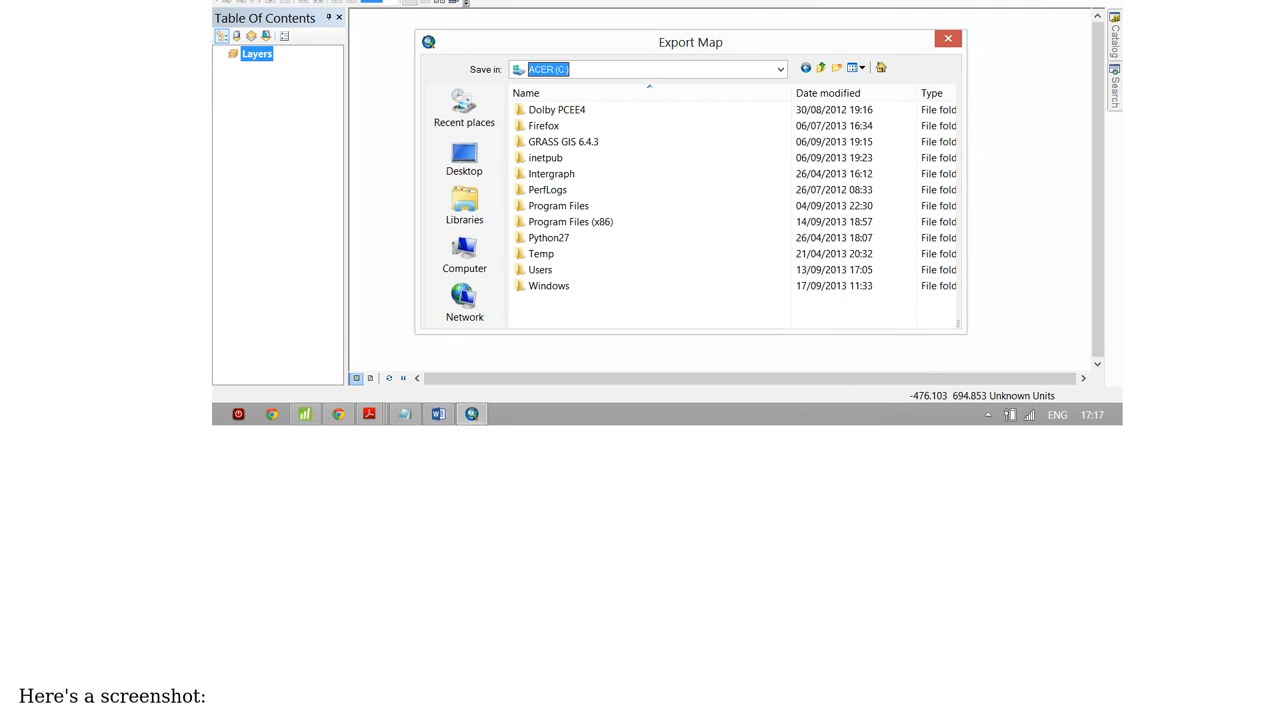 Table Of Contents
Layers
Export Map
Save in: ACER (C:)
Name Date modified Type
Recent places
Desktop
Libraries
Computer
Network
Dolby PCEE4 30/08/2012 19:16 File fold
Firefox 06/07/2013 16:34 File fold
GRASS GIS 6.4.3 06/09/2013 19:15 File fold
inetpub 06/09/2013 19:23 File fold
Intergraph 26/04/2013 16:12 File fold
PerfLogs 26/07/2012 08:33 File fold
Program Files 04/09/2013 22:30 File fold
Program Files (x86) 14/09/2013 18:57 File fold
Python27 26/04/2013 18:07 File fold
Temp 21/04/2013 20:32 File fold
Users 13/09/2013 17:05 File fold
Windows 17/09/2013 11:33 File fold
Catalog
Search
-476.103 694.853 Unknown Units
ENG 17:17
Here's a screenshot: